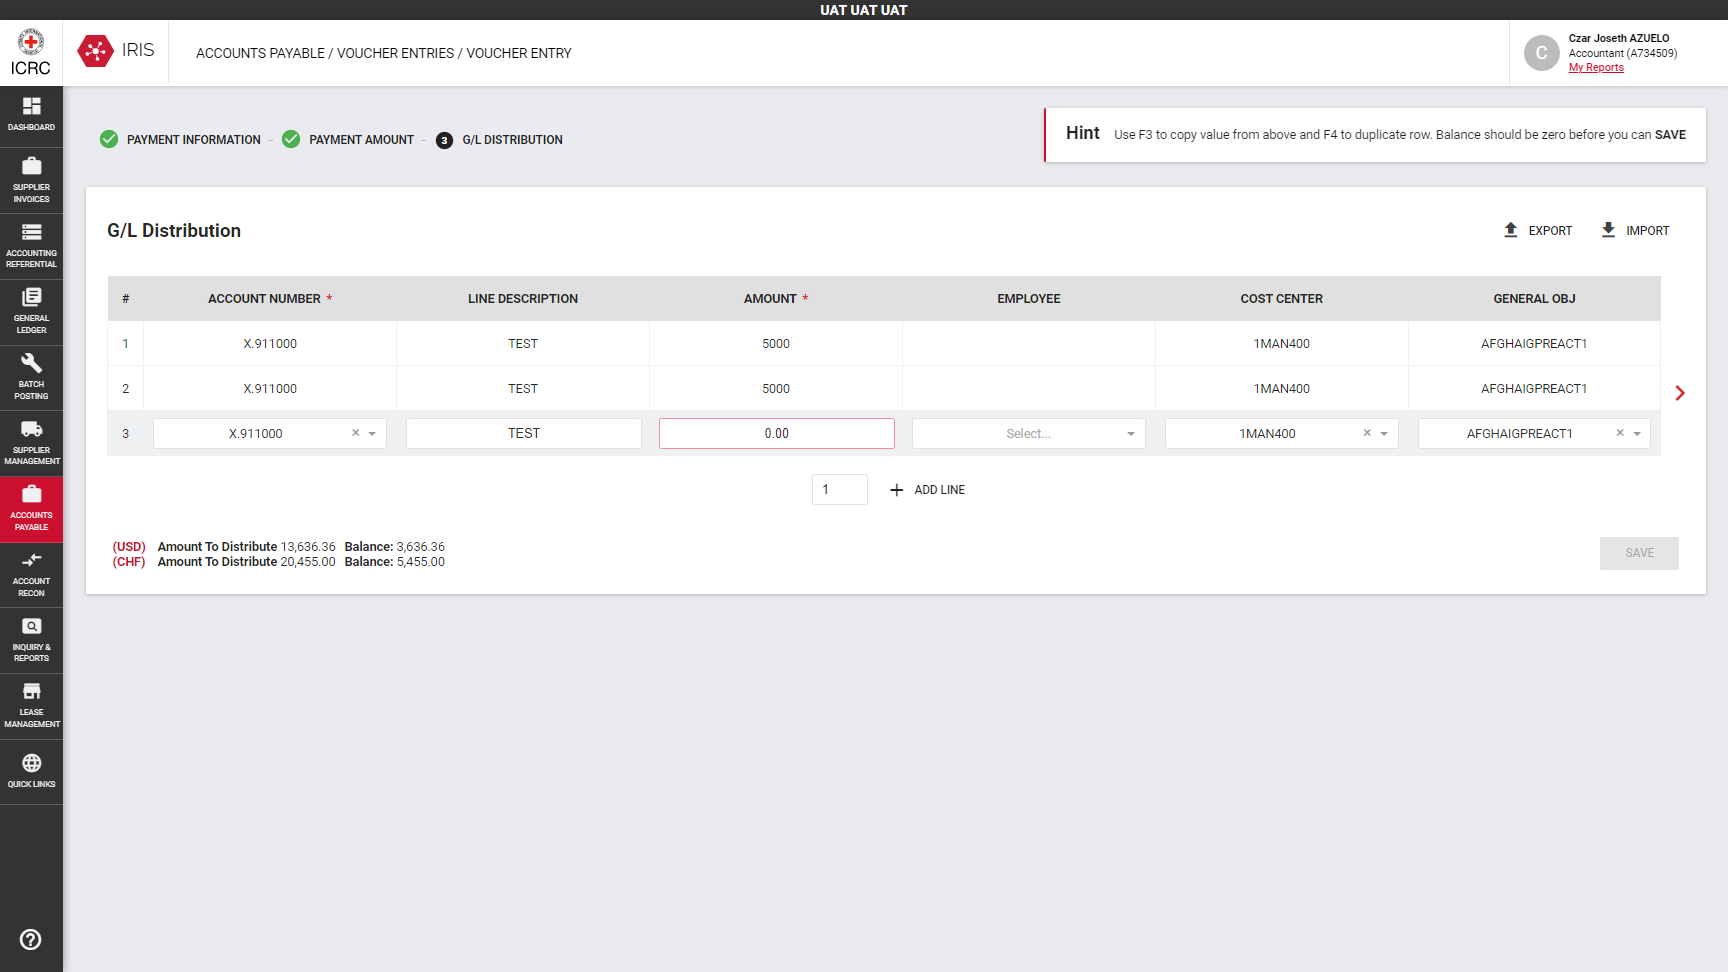 UAT UAT UAT
ICRC
IRIS
ACCOUNTS PAYABLE / VOUCHER ENTRIES / VOUCHER ENTRY
C
Czar Joseth AZUELO
Accountant (A734509)
My Reports
DASHBOARD
SUPPLIER
INVOICES
ACCOUNTING
REFERENTIAL
GENERAL
LEDGER
BATCH
POSTING
SUPPLIER
MANAGEMENT
ACCOUNTS
PAYABLE
ACCOUNT
RECON
INQUIRY &
REPORTS
LEASE
MANAGEMENT
QUICK LINKS
PAYMENT INFORMATION – PAYMENT AMOUNT – 3 G/L DISTRIBUTION
Hint Use F3 to copy value from above and F4 to duplicate row. Balance should be zero before you can SAVE
G/L Distribution
EXPORT IMPORT
# ACCOUNT NUMBER * LINE DESCRIPTION AMOUNT * EMPLOYEE COST CENTER GENERAL OBJ
1 X.911000 TEST 5000 1MAN400 AFGHAIGPREACT1
2 X.911000 TEST 5000 1MAN400 AFGHAIGPREACT1
3 X.911000 TEST 0.00 Select... 1MAN400 AFGHAIGPREACT1
1 ADD LINE
(USD) Amount To Distribute 13,636.36 Balance: 3,636.36
(CHF) Amount To Distribute 20,455.00 Balance: 5,455.00
SAVE